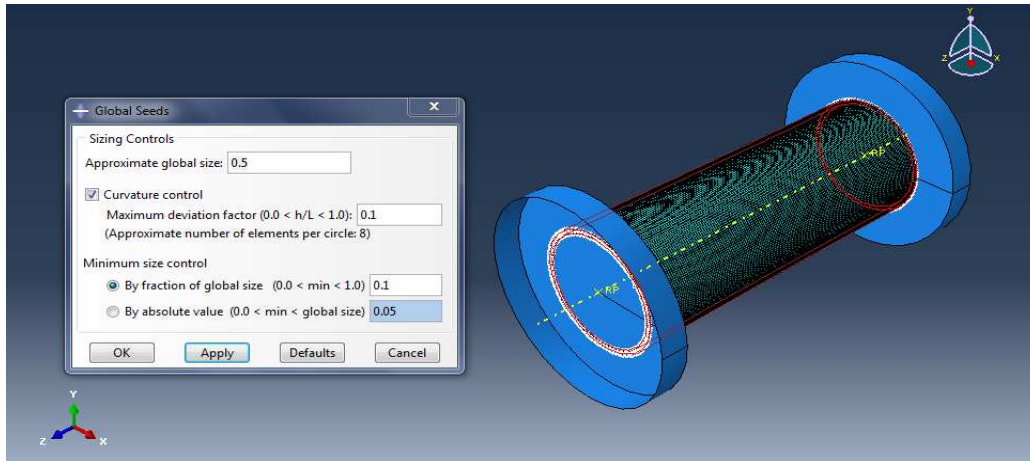 Global Seeds
x
Sizing Controls
Approximate global size: 0.5
Curvature control
Maximum deviation factor (0.0 < h/L < 1.0): 0.1
(Approximate number of elements per circle: 8)
Minimum size control
By fraction of global size (0.0 < min < 1.0) 0.1
By absolute value (0.0 < min < global size) 0.05
OK Apply Defaults Cancel
Y
Z
X
RP
RP
Y
Z
X